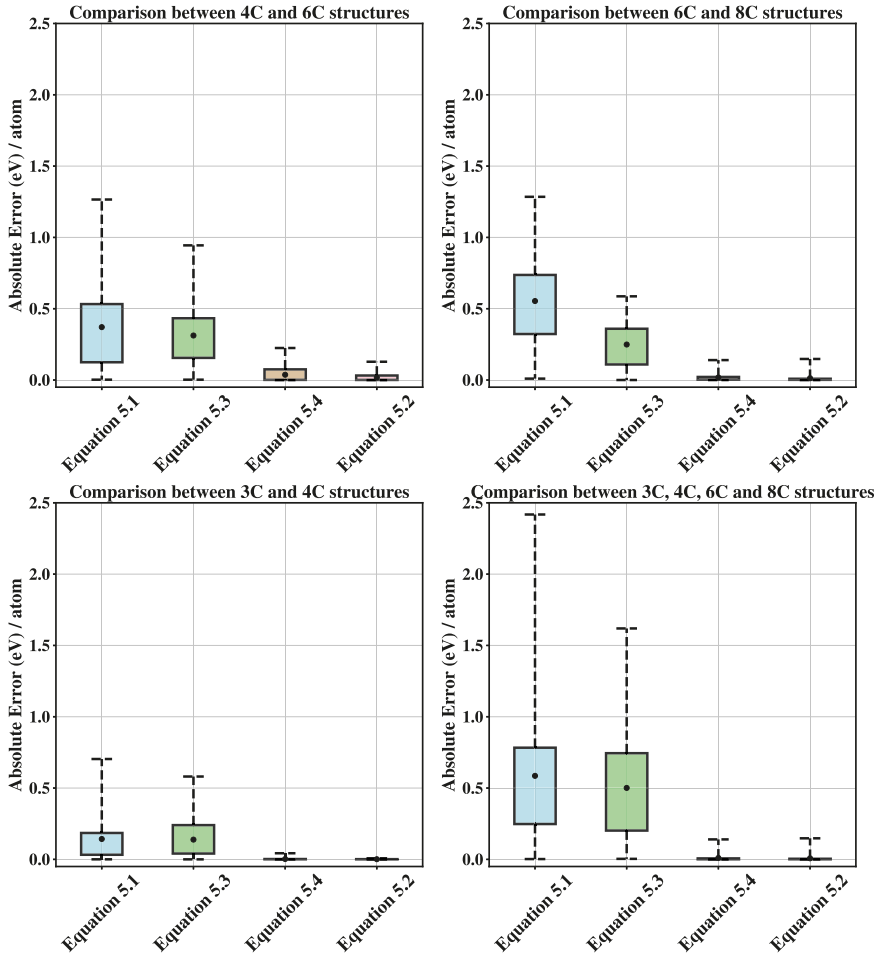 Comparison between 4C and 6C structures
Absolute Error (eV) / atom
2.5
2.0
1.5
1.0
0.5
0.0
Equation 5.1
Equation 5.3
Equation 5.4
Equation 5.2
Comparison between 6C and 8C structures
Absolute Error (eV) / atom
2.5
2.0
1.5
1.0
0.5
0.0
Equation 5.1
Equation 5.3
Equation 5.4
Equation 5.2
Comparison between 3C and 4C structures
Absolute Error (eV) / atom
2.5
2.0
1.5
1.0
0.5
0.0
Equation 5.1
Equation 5.3
Equation 5.4
Equation 5.2
Comparison between 3C, 4C, 6C and 8C structures
Absolute Error (eV) / atom
2.5
2.0
1.5
1.0
0.5
0.0
Equation 5.1
Equation 5.3
Equation 5.4
Equation 5.2